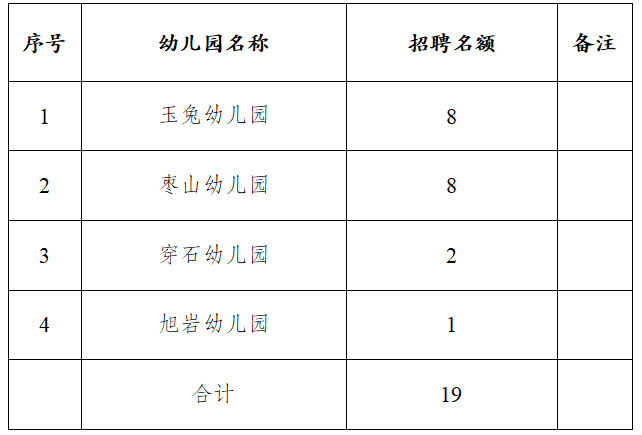 序号 幼儿园名称 招聘名额 备注
1 玉兔幼儿园 8
2 枣山幼儿园 8
3 穿石幼儿园 2
4 旭岩幼儿园 1
合计 19